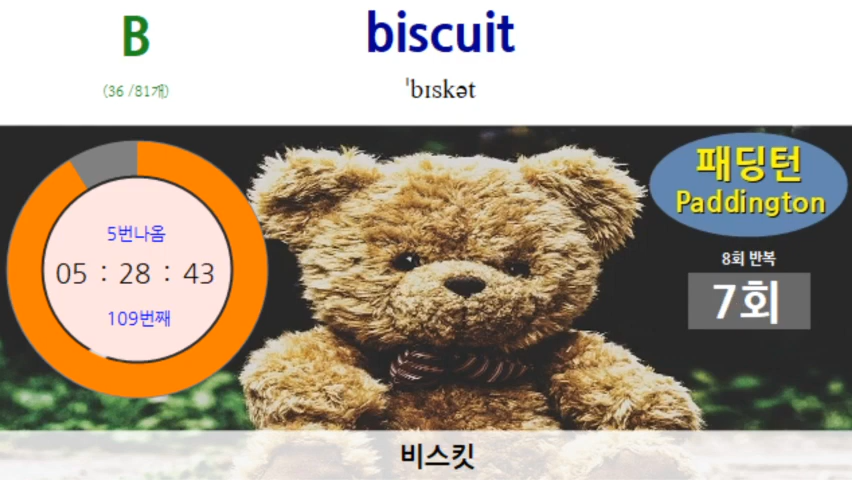 B
biscuit
(36 /81개)
ˈbɪskət
패딩턴
Paddington
5번나옴
05 : 28 : 43
109번째
8회 반복
7회
비스킷